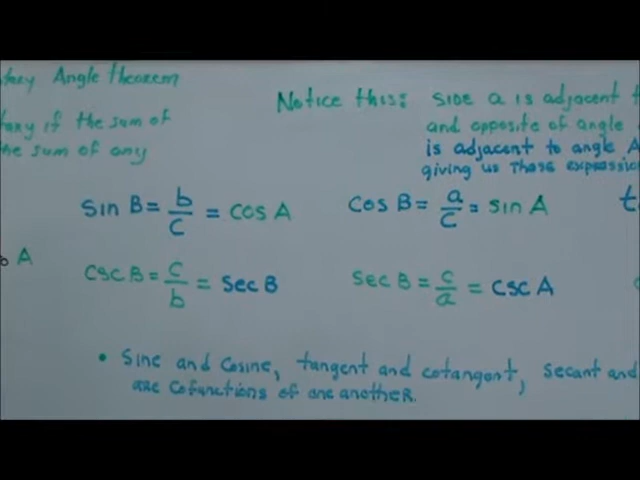 Angle theorem
if the sum of
the sum of any
Notice this: SIDE a is adjacent
and opposite of angle
is adjacent to angle A
giving us these
sin B = b/c = cos A
cos B = a/c = sin A
A
csc B = c/b = sec B
sec B = c/a = csc A
• Sine and cosine, tangent and cotangent, secant and
are cofunctions of one another.